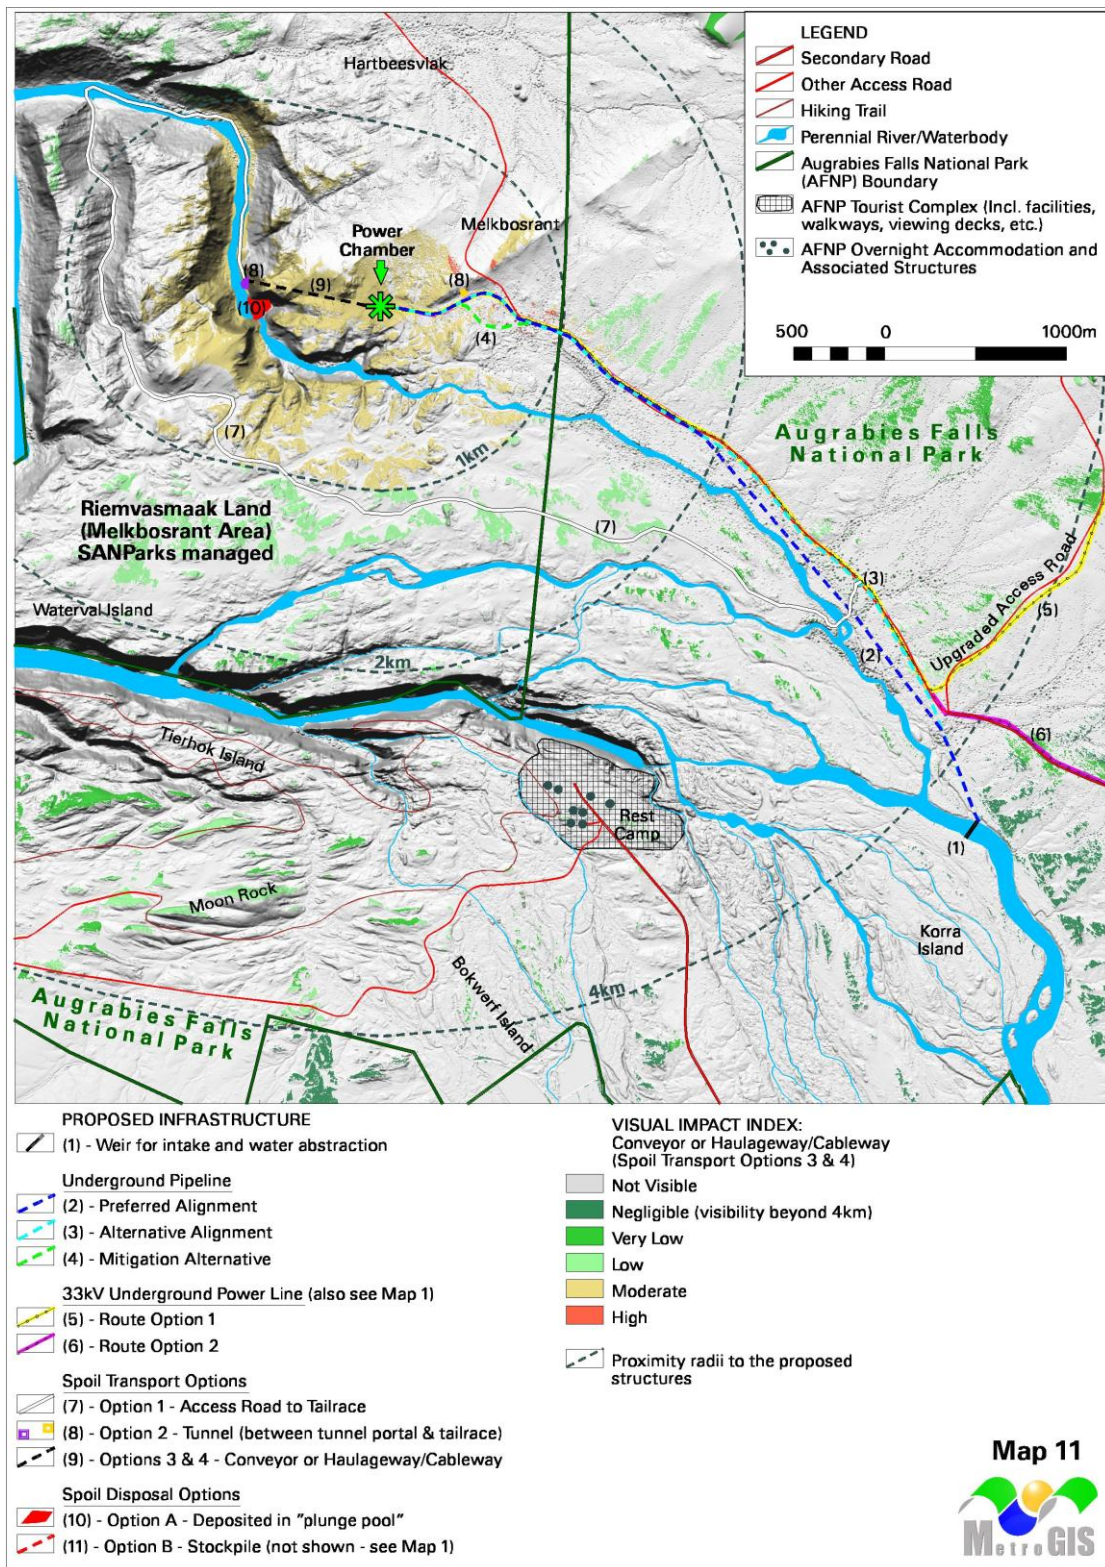 Hartbeesvlak
Melkbosrant
Power
Chamber
(8)
(9)
(8)
(10)
(4)
(7)
1km
Augrabies Falls
National Park
Riemvasmaak Land
(Melkbosrant Area)
SANParks managed
(7)
(3)
Upgraded Access Road
(5)
Waterval Island
2km
(2)
(6)
Tierhok Island
Rest
Camp
(1)
Moon Rock
Korra
Island
Bokwerf Island
4km
Augrabies Falls
National Park
LEGEND
Secondary Road
Other Access Road
Hiking Trail
Perennial River/Waterbody
Augrabies Falls National Park
(AFNP) Boundary
AFNP Tourist Complex (Incl. facilities,
walkways, viewing decks, etc.)
AFNP Overnight Accommodation and
Associated Structures
500 0 1000m
PROPOSED INFRASTRUCTURE
(1) - Weir for intake and water abstraction
Underground Pipeline
(2) - Preferred Alignment
(3) - Alternative Alignment
(4) - Mitigation Alternative
33kV Underground Power Line (also see Map 1)
(5) - Route Option 1
(6) - Route Option 2
Spoil Transport Options
(7) - Option 1 - Access Road to Tailrace
(8) - Option 2 - Tunnel (between tunnel portal & tailrace)
(9) - Options 3 & 4 - Conveyor or Haulageway/Cableway
Spoil Disposal Options
(10) - Option A - Deposited in "plunge pool"
(11) - Option B - Stockpile (not shown - see Map 1)
VISUAL IMPACT INDEX:
Conveyor or Haulageway/Cableway
(Spoil Transport Options 3 & 4)
Not Visible
Negligible (visibility beyond 4km)
Very Low
Low
Moderate
High
Proximity radii to the proposed
structures
Map 11
MetroGIS